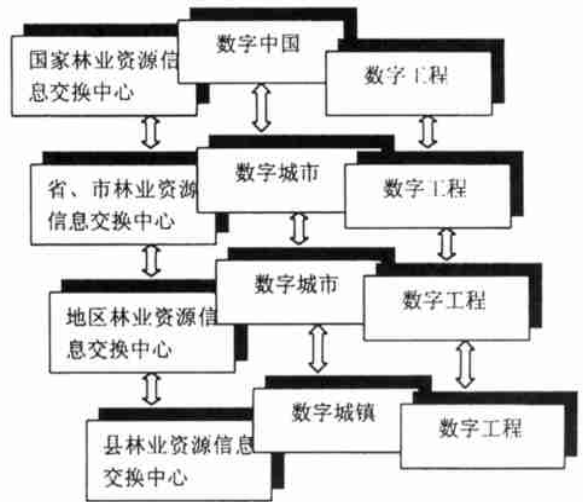 国家林业资源信
息交换中心
数字中国
数字工程
省、市林业资源
信息交换中心
数字城市
数字工程
地区林业资源信
息交换中心
数字城市
数字工程
县林业资源信息
交换中心
数字城镇
数字工程